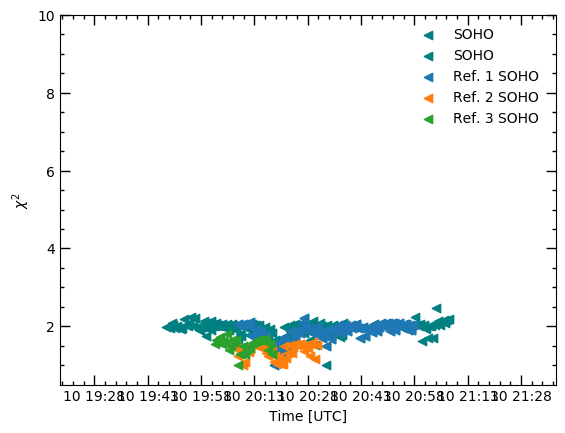 10
8
6
4
2
χ²
SOHO
SOHO
Ref. 1 SOHO
Ref. 2 SOHO
Ref. 3 SOHO
10 19:28 10 19:43 10 19:58 10 20:13 10 20:28 10 20:43 10 20:58 10 21:13 10 21:28
Time [UTC]